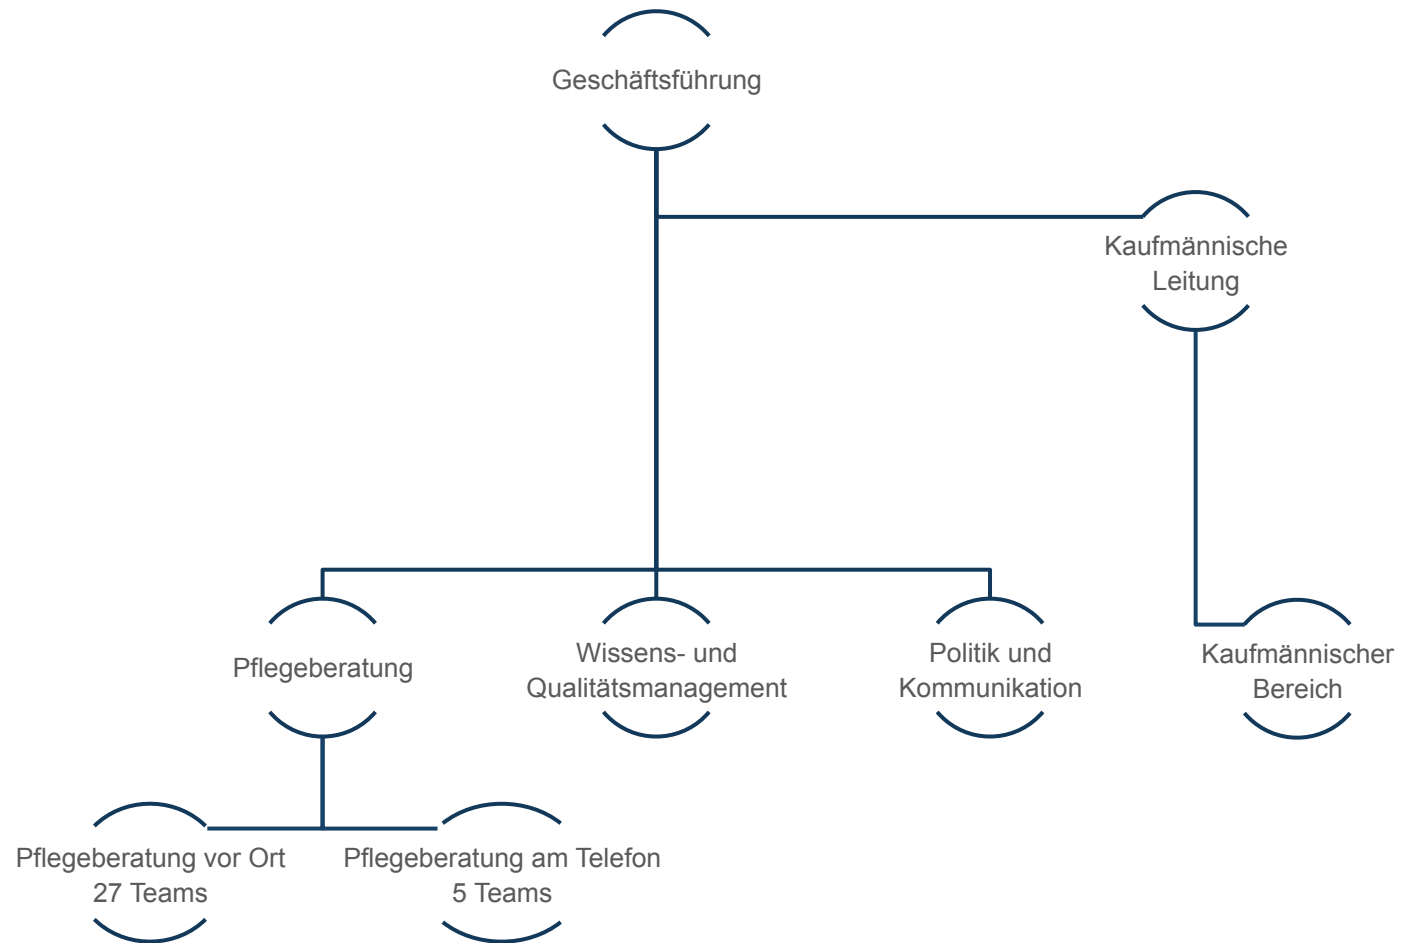 Geschäftsführung
Kaufmännische
Leitung
Pflegeberatung
Wissens- und
Qualitätsmanagement
Politik und
Kommunikation
Kaufmännischer
Bereich
Pflegeberatung vor Ort
27 Teams
Pflegeberatung am Telefon
5 Teams